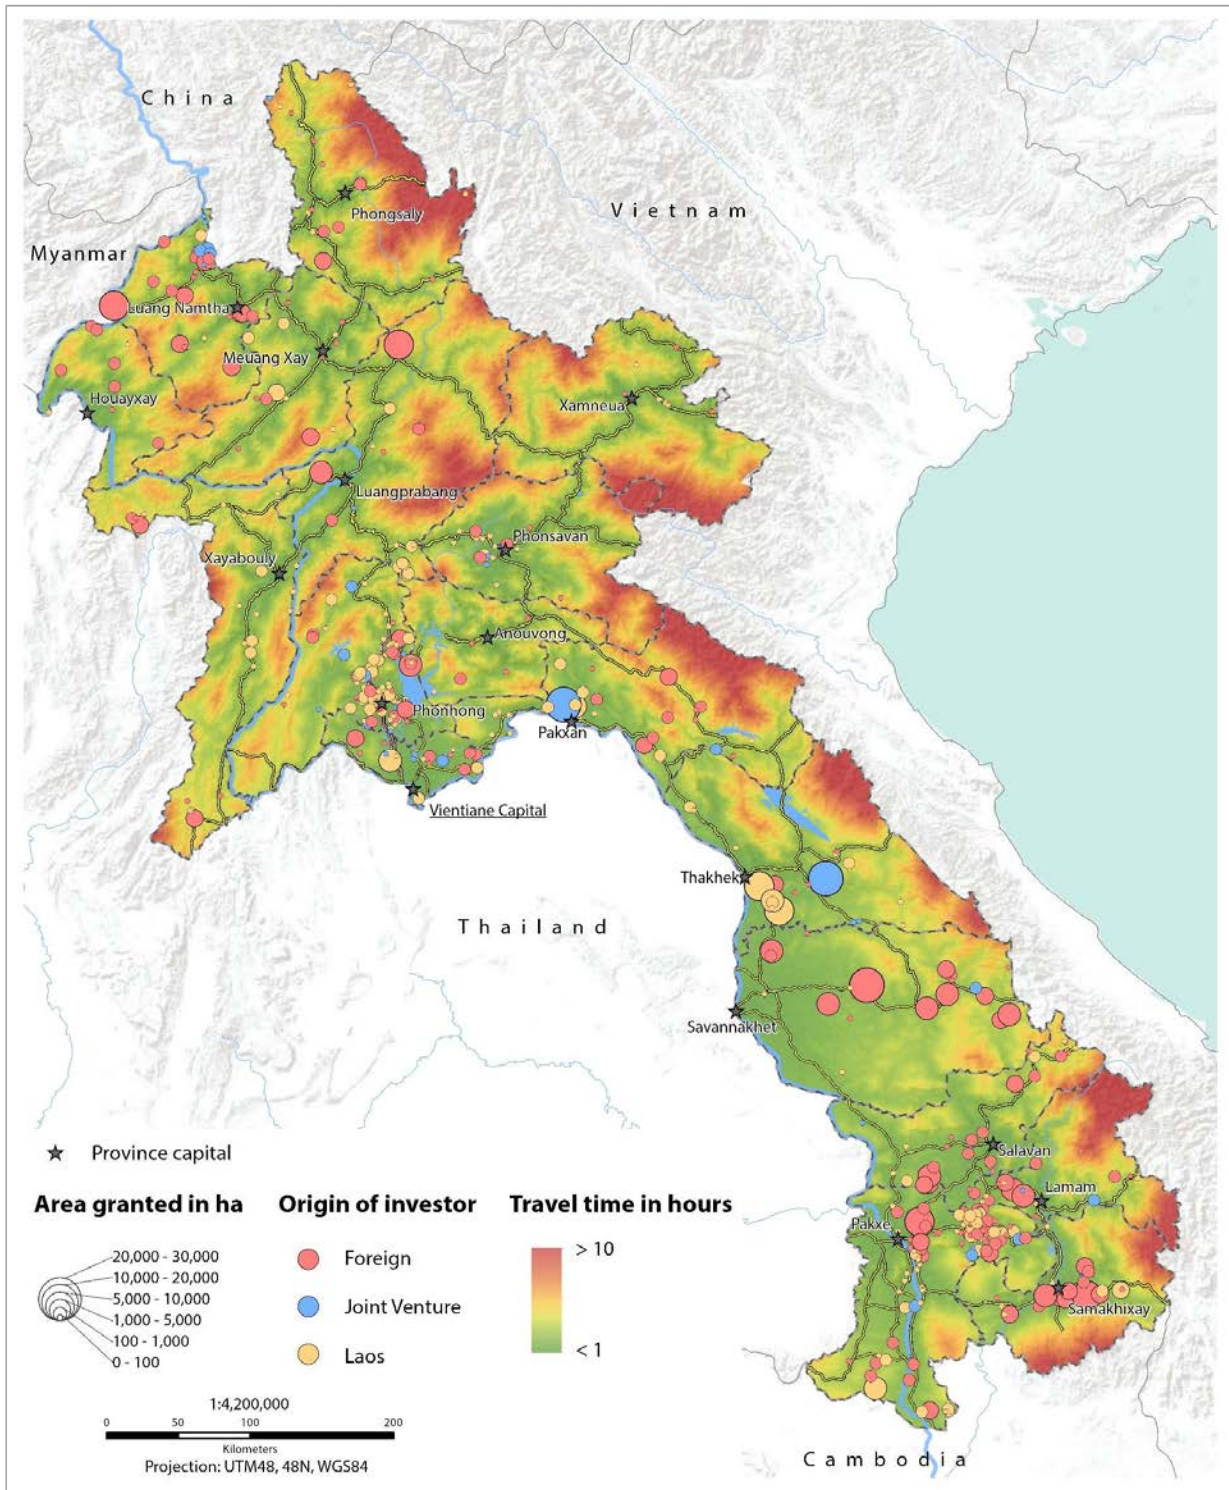 China
Vietnam
Phongsaly
Myanmar
Luang Namtha
Meuang Xay
Houayxay
Xamneua
Luangprabang
Phonsavan
Xayabouly
Anouvong
Phonhong
Pakxan
Vientiane Capital
Thakhek
Thailand
Savannakhet
Salavan
Lamam
Pakxe
Samakhixay
Cambodia
Province capital
Area granted in ha
20,000 - 30,000
10,000 - 20,000
5,000 - 10,000
1,000 - 5,000
100 - 1,000
0 - 100
Origin of investor
Foreign
Joint Venture
Laos
Travel time in hours
> 10
< 1
1:4,200,000
0 50 100 200
Kilometers
Projection: UTM48, 48N, WGS84